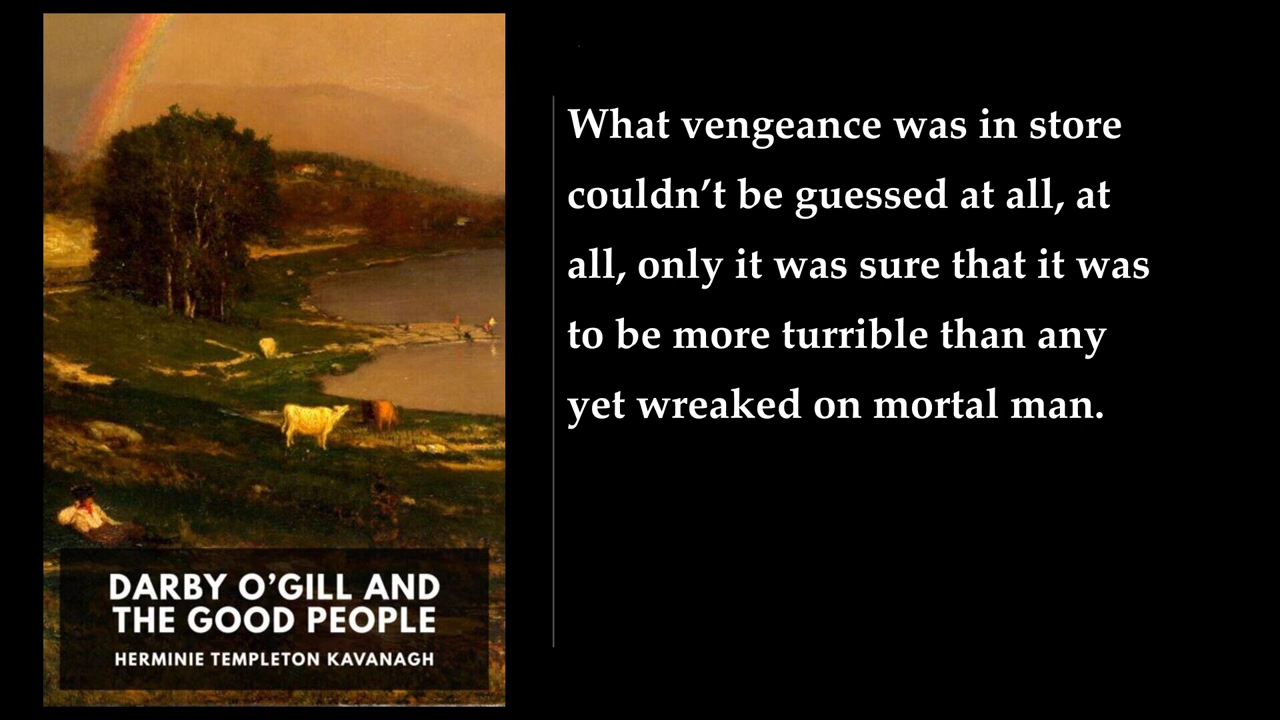 What vengeance was in store
couldn’t be guessed at all, at
all, only it was sure that it was
to be more turrible than any
yet wreaked on mortal man.
DARBY O’GILL AND
THE GOOD PEOPLE
HERMINIE TEMPLETON KAVANAGH